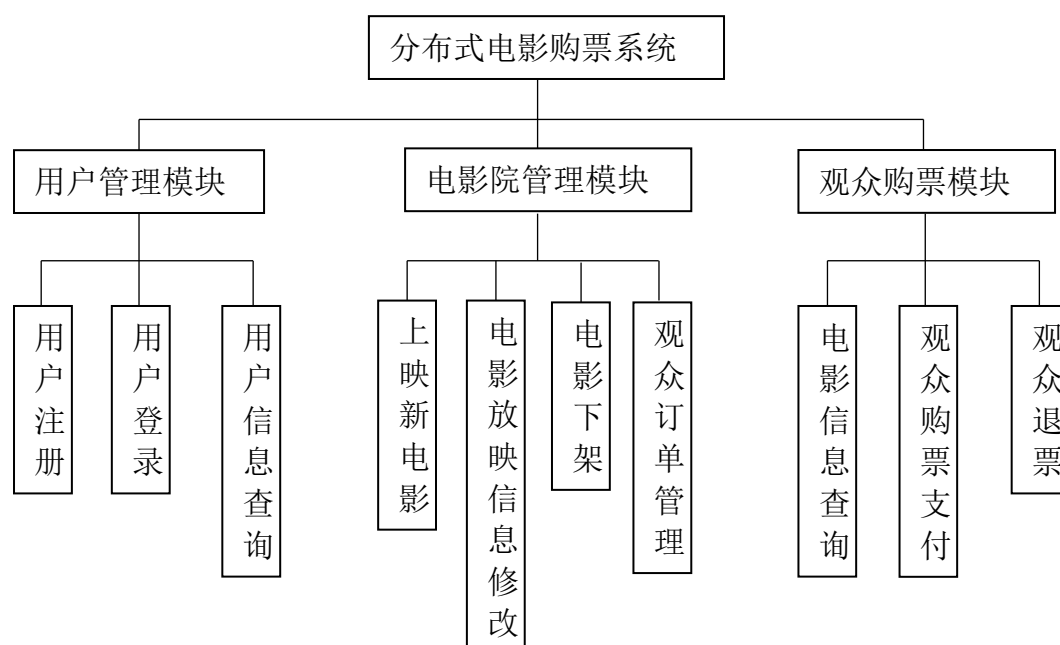 分布式电影购票系统
用户管理模块
电影院管理模块
观众购票模块
用户注册
用户登录
用户信息查询
上映新电影
电影放映信息修改
电影下架
观众订单管理
电影信息查询
观众购票支付
观众退票